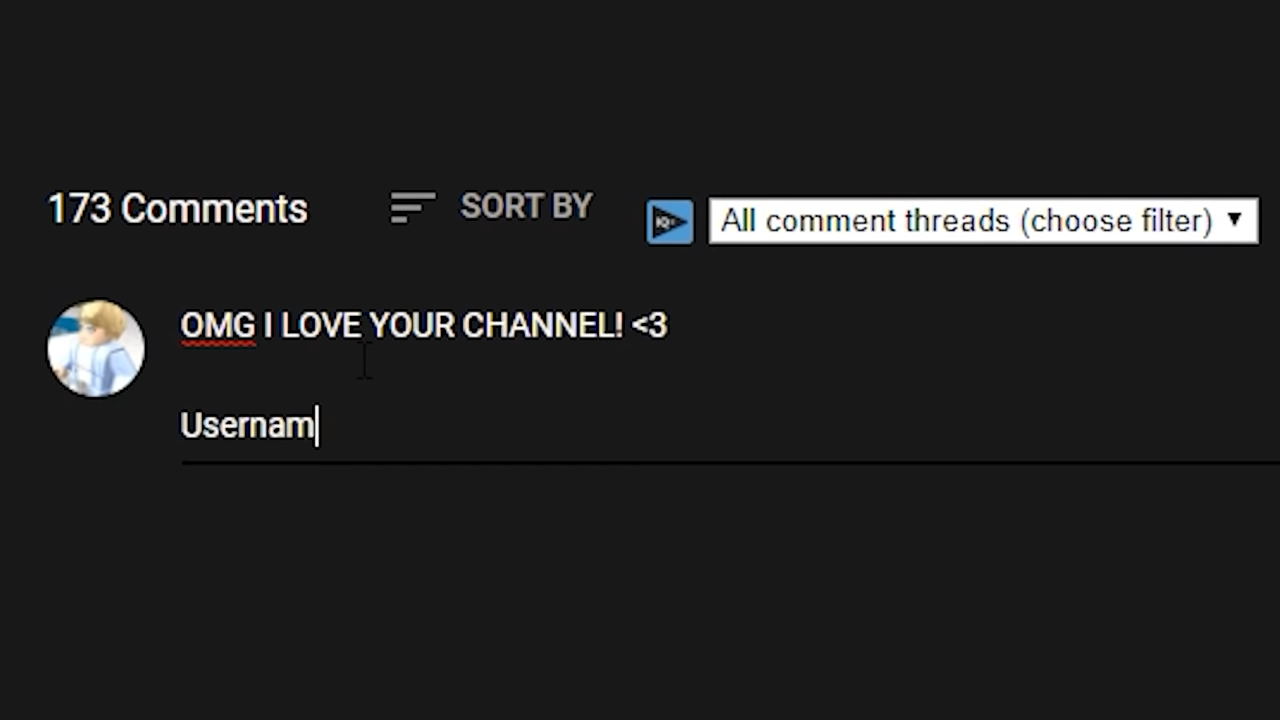 173 Comments SORT BY All comment threads (choose filter)
OMG I LOVE YOUR CHANNEL! <3
Usernam